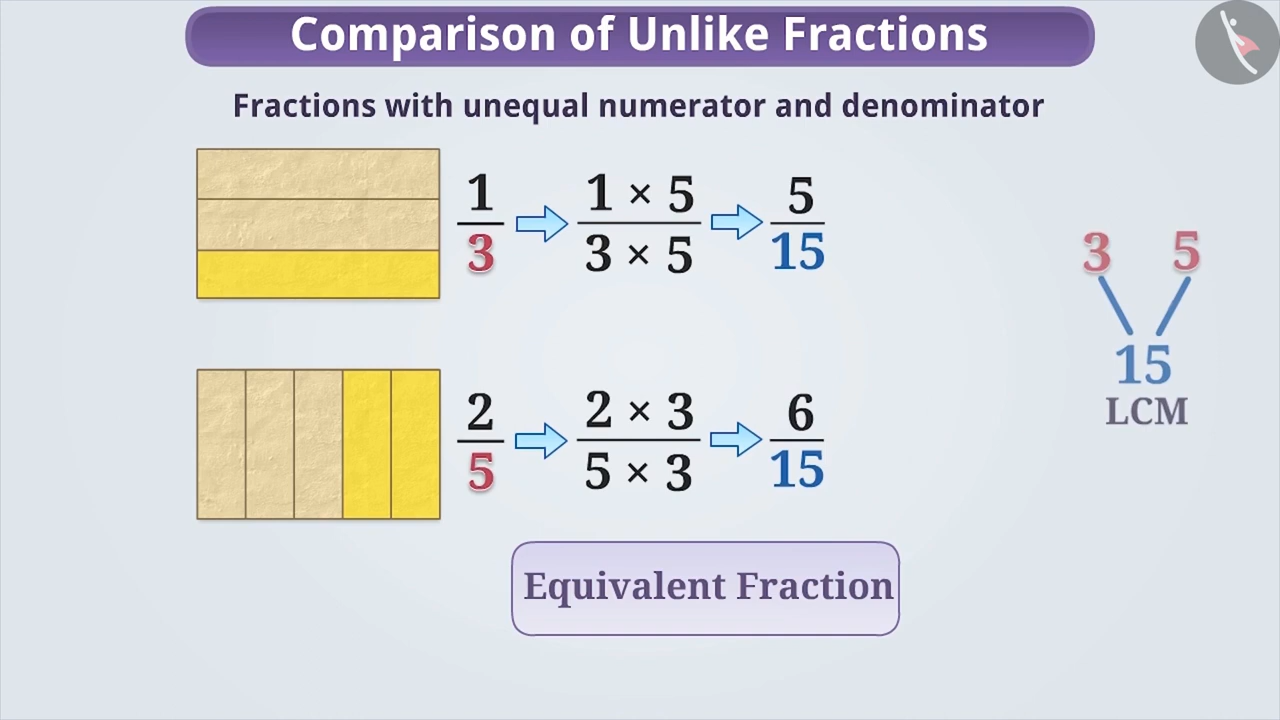 Comparison of Unlike Fractions
Fractions with unequal numerator and denominator
1/3 → 1 × 5 / 3 × 5 → 5/15
3 5
15
LCM
2/5 → 2 × 3 / 5 × 3 → 6/15
Equivalent Fraction